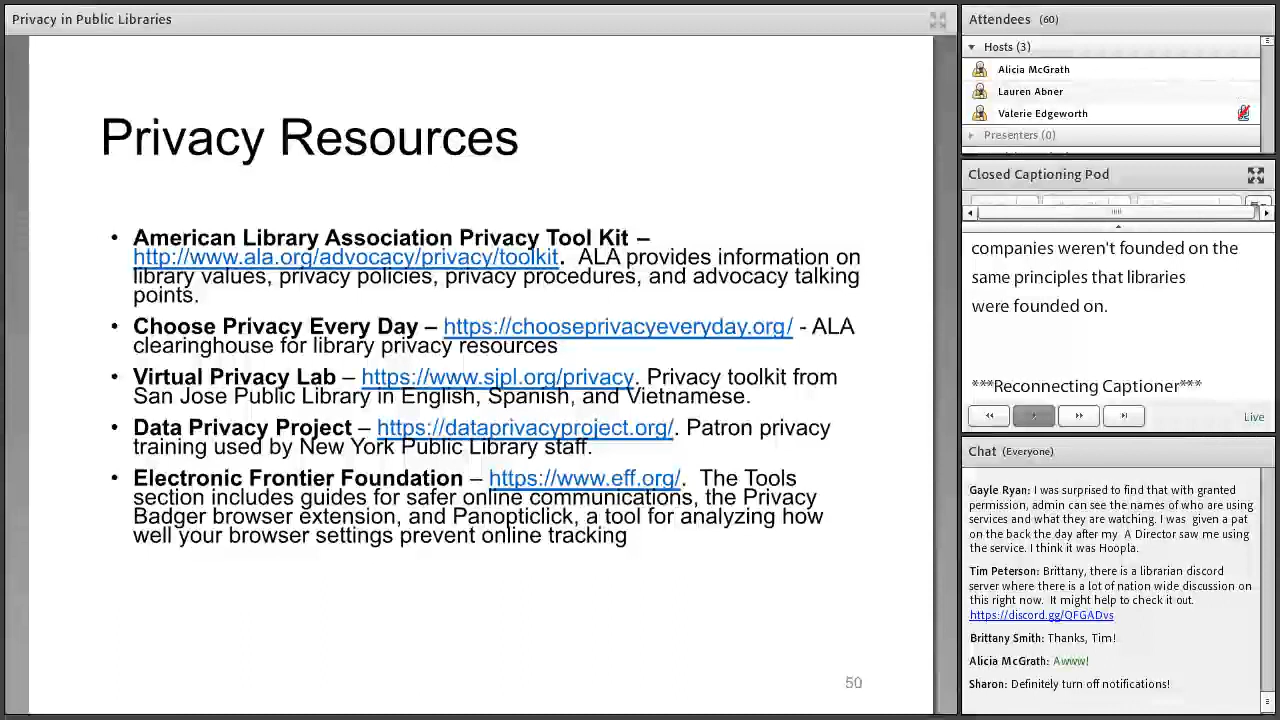 Privacy in Public Libraries
Privacy Resources
• American Library Association Privacy Tool Kit –
http://www.ala.org/advocacy/privacy/toolkit. ALA provides information on
library values, privacy policies, privacy procedures, and advocacy talking
points.
• Choose Privacy Every Day – https://chooseprivacyeveryday.org/ - ALA
clearinghouse for library privacy resources
• Virtual Privacy Lab – https://www.sjpl.org/privacy. Privacy toolkit from
San Jose Public Library in English, Spanish, and Vietnamese.
• Data Privacy Project – https://dataprivacyproject.org/. Patron privacy
training used by New York Public Library staff.
• Electronic Frontier Foundation – https://www.eff.org/. The Tools
section includes guides for safer online communications, the Privacy
Badger browser extension, and Panopticlick, a tool for analyzing how
well your browser settings prevent online tracking
50
Attendees (60)
Hosts (3)
Alicia McGrath
Lauren Abner
Valerie Edgeworth
Presenters (0)
Closed Captioning Pod
companies weren't founded on the
same principles that libraries
were founded on.
***Reconnecting Captioner***
Live
Chat (Everyone)
Gayle Ryan: I was surprised to find that with granted
permission, admin can see the names of who are using
services and what they are watching. I was given a pat
on the back the day after my A Director saw me using
the service. I think it was Hoopla.
Tim Peterson: Brittany, there is a librarian discord
server where there is a lot of nation wide discussion on
this right now. It might help to check it out.
https://discord.gg/QFGADvs
Brittany Smith: Thanks, Tim!
Alicia McGrath: Awww!
Sharon: Definitely turn off notifications!